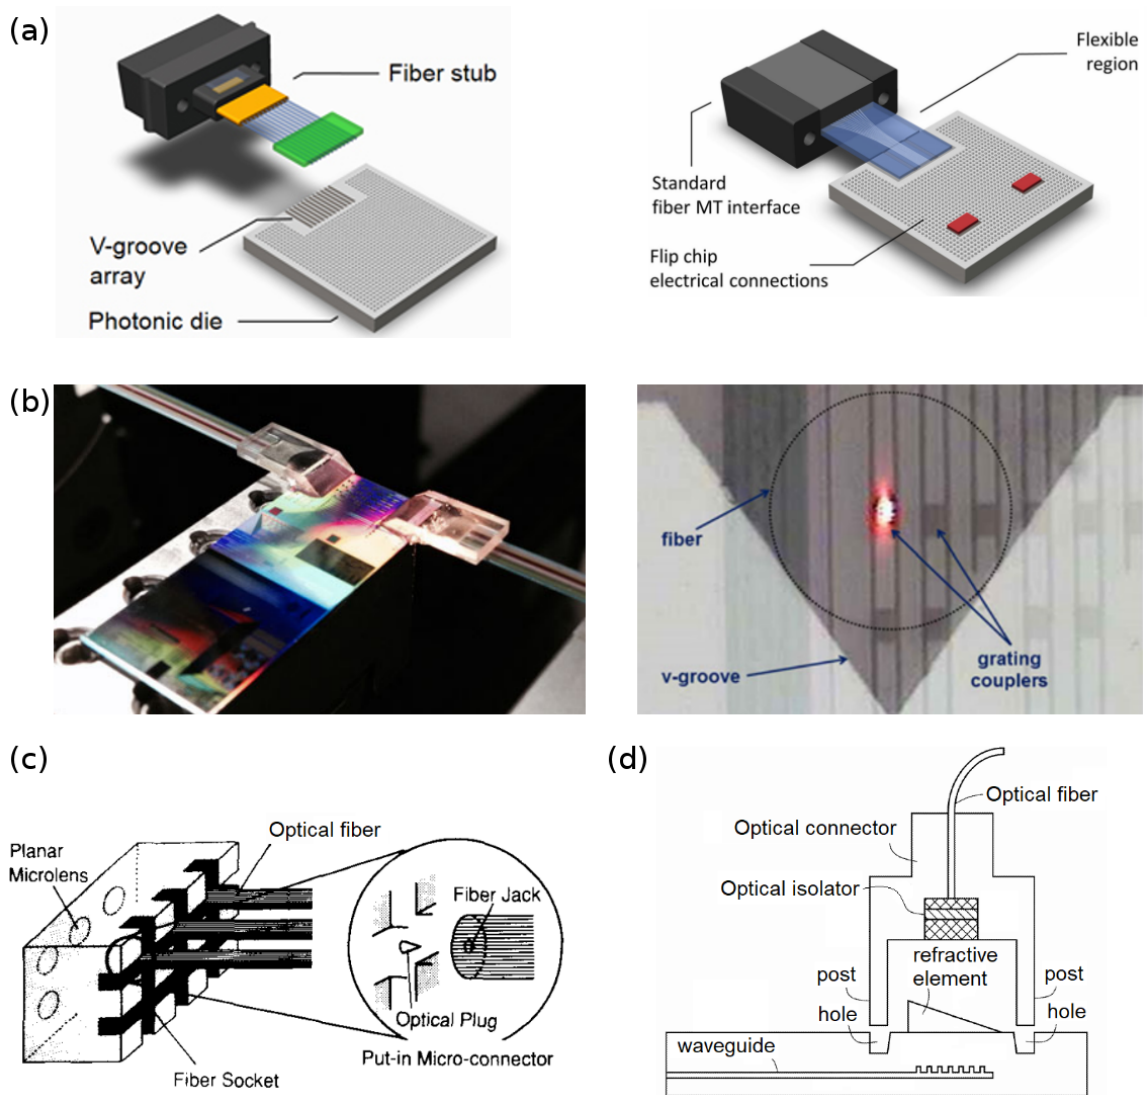 (a)
Fiber stub
V-groove
array
Photonic die
Flexible
region
Standard
fiber MT interface
Flip chip
electrical connections
(b)
fiber
v-groove
grating
couplers
(c)
Planar
Microlens
Optical fiber
Fiber Jack
Optical Plug
Put-in Micro-connector
Fiber Socket
(d)
Optical fiber
Optical connector
Optical isolator
refractive
element
post
post
hole
hole
waveguide